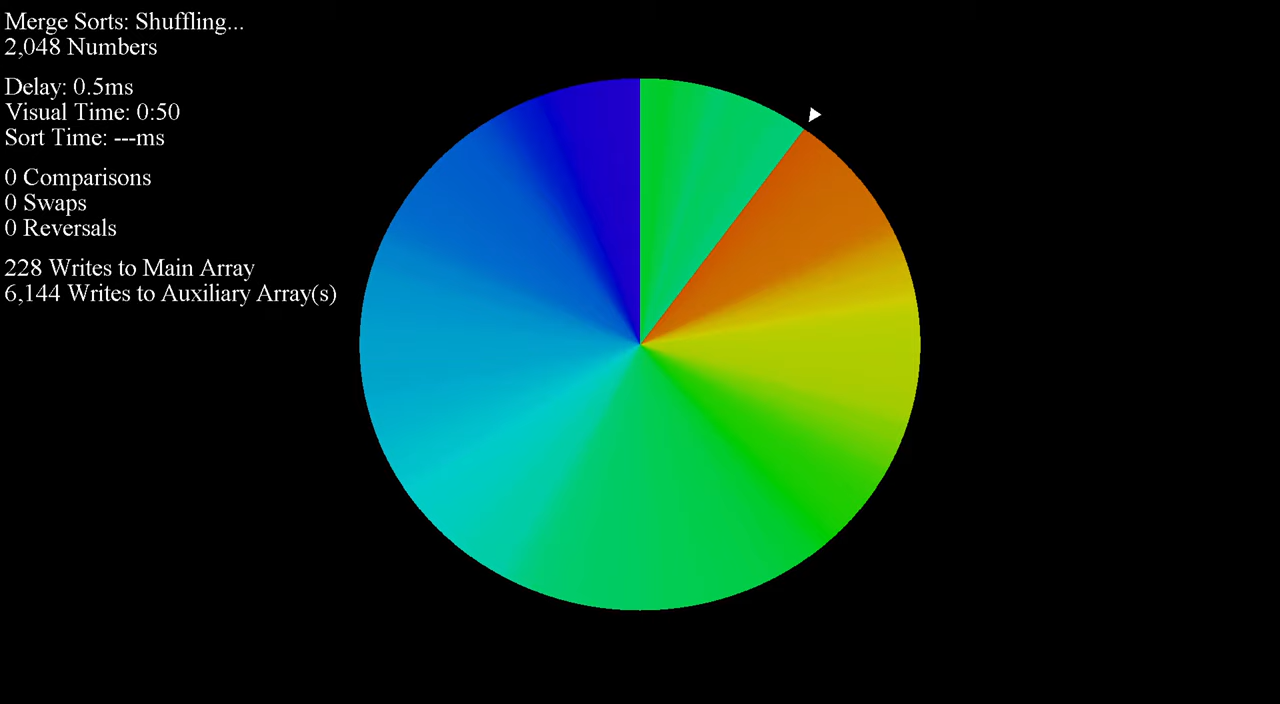 Merge Sorts: Shuffling...
2,048 Numbers
Delay: 0.5ms
Visual Time: 0:50
Sort Time: ---ms
0 Comparisons
0 Swaps
0 Reversals
228 Writes to Main Array
6,144 Writes to Auxiliary Array(s)